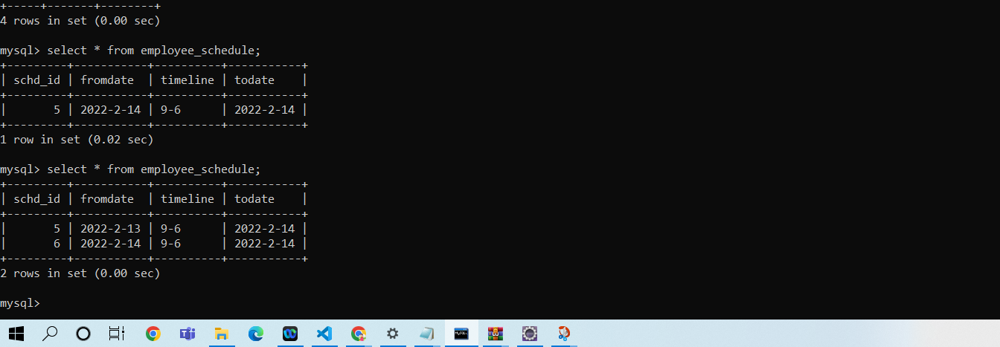 +-----+-------+--------+
4 rows in set (0.00 sec)
mysql> select * from employee_schedule;
+---------+-----------+----------+-----------+
| schd_id | fromdate  | timeline | todate    |
+---------+-----------+----------+-----------+
|       5 | 2022-2-14 | 9-6      | 2022-2-14 |
+---------+-----------+----------+-----------+
1 row in set (0.02 sec)
mysql> select * from employee_schedule;
+---------+-----------+----------+-----------+
| schd_id | fromdate  | timeline | todate    |
+---------+-----------+----------+-----------+
|       5 | 2022-2-13 | 9-6      | 2022-2-14 |
|       6 | 2022-2-14 | 9-6      | 2022-2-14 |
+---------+-----------+----------+-----------+
2 rows in set (0.00 sec)
mysql>